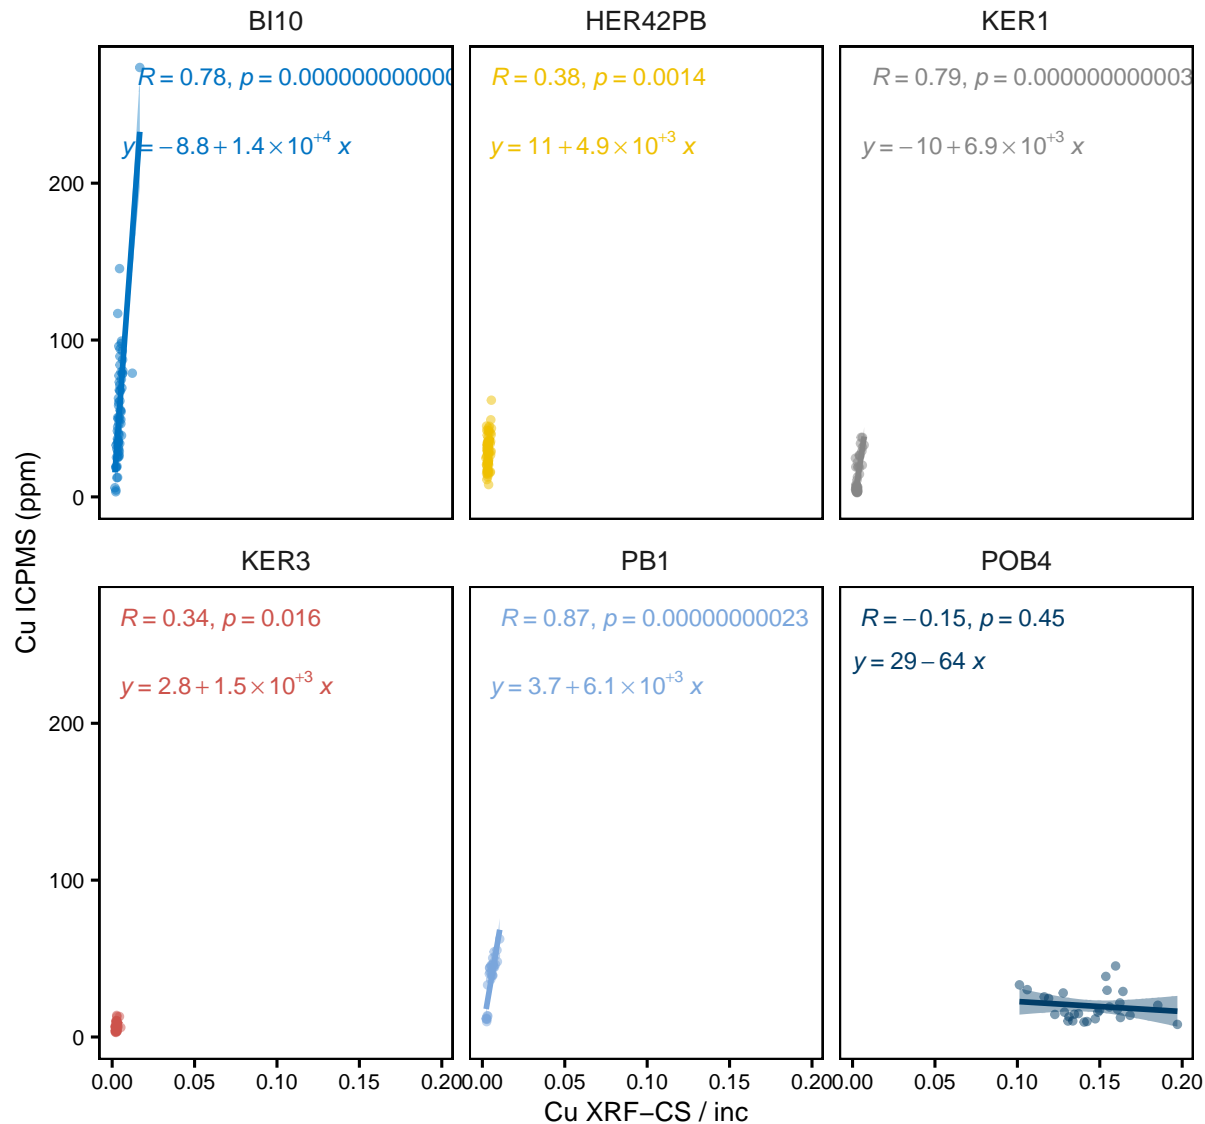 BI10
HER42PB
KER1
R = 0.78, p = 0.000000000000
R = 0.38, p = 0.0014
R = 0.79, p = 0.000000000003
y = −8.8 + 1.4 × 10⁺⁴ x
y = 11 + 4.9 × 10⁺³ x
y = −10 + 6.9 × 10⁺³ x
200
100
0
Cu ICPMS (ppm)
KER3
PB1
POB4
R = 0.34, p = 0.016
R = 0.87, p = 0.00000000023
R = −0.15, p = 0.45
y = 2.8 + 1.5 × 10⁺³ x
y = 3.7 + 6.1 × 10⁺³ x
y = 29 − 64 x
200
100
0
0.00 0.05 0.10 0.15 0.20 0.00 0.05 0.10 0.15 0.20 0.00 0.05 0.10 0.15 0.20
Cu XRF−CS / inc